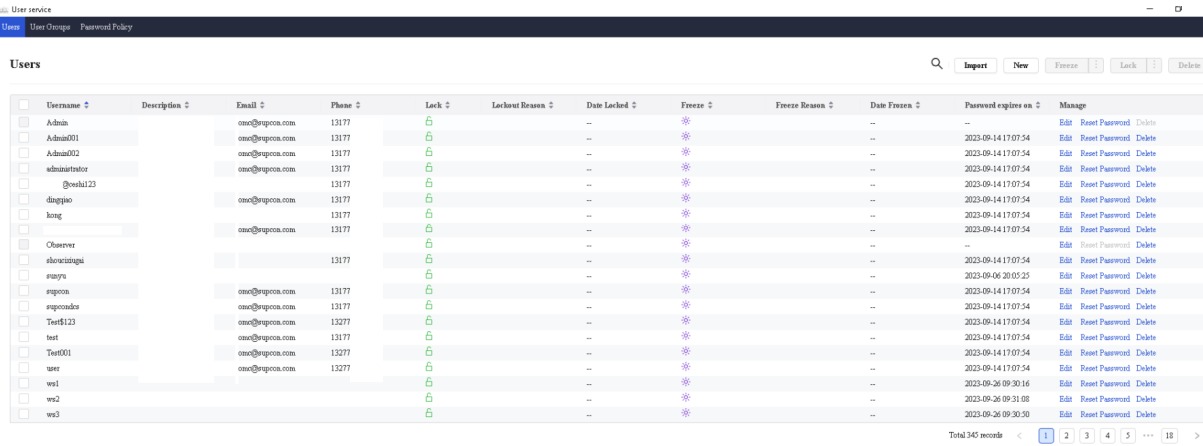 User service
Users User Groups Password Policy
Users Import New Freeze Lock Delete
Username Description Email Phone Lock Lockout Reason Date Locked Freeze Freeze Reason Date Frozen Password expires on Manage
Admin omc@supcon.com 13177 -- -- -- Edit Reset Password Delete
Admin001 omc@supcon.com 13177 -- -- 2023-09-14 17:07:54 Edit Reset Password Delete
Admin002 omc@supcon.com 13177 -- -- 2023-09-14 17:07:54 Edit Reset Password Delete
administrator omc@supcon.com 13177 -- -- 2023-09-14 17:07:54 Edit Reset Password Delete
@ceshi123 13177 -- -- 2023-09-14 17:07:54 Edit Reset Password Delete
dingqiao omc@supcon.com 13177 -- -- 2023-09-14 17:07:54 Edit Reset Password Delete
kong 13177 -- -- 2023-09-14 17:07:54 Edit Reset Password Delete
omc@supcon.com 13177 -- -- 2023-09-14 17:07:54 Edit Reset Password Delete
Observer -- -- -- Edit Reset Password Delete
shoucixiugai 13177 -- -- 2023-09-14 17:07:54 Edit Reset Password Delete
sunyu -- -- 2023-09-06 20:05:25 Edit Reset Password Delete
supcon omc@supcon.com 13177 -- -- 2023-09-14 17:07:54 Edit Reset Password Delete
supcondcs omc@supcon.com 13177 -- -- 2023-09-14 17:07:54 Edit Reset Password Delete
Test$123 omc@supcon.com 13277 -- -- 2023-09-14 17:07:54 Edit Reset Password Delete
test omc@supcon.com 13177 -- -- 2023-09-14 17:07:54 Edit Reset Password Delete
Test001 omc@supcon.com 13277 -- -- 2023-09-14 17:07:54 Edit Reset Password Delete
user omc@supcon.com 13277 -- -- 2023-09-14 17:07:54 Edit Reset Password Delete
ws1 -- -- 2023-09-26 09:30:16 Edit Reset Password Delete
ws2 -- -- 2023-09-26 09:31:08 Edit Reset Password Delete
ws3 -- -- 2023-09-26 09:30:50 Edit Reset Password Delete
Total 345 records < 1 2 3 4 5 ··· 18 >